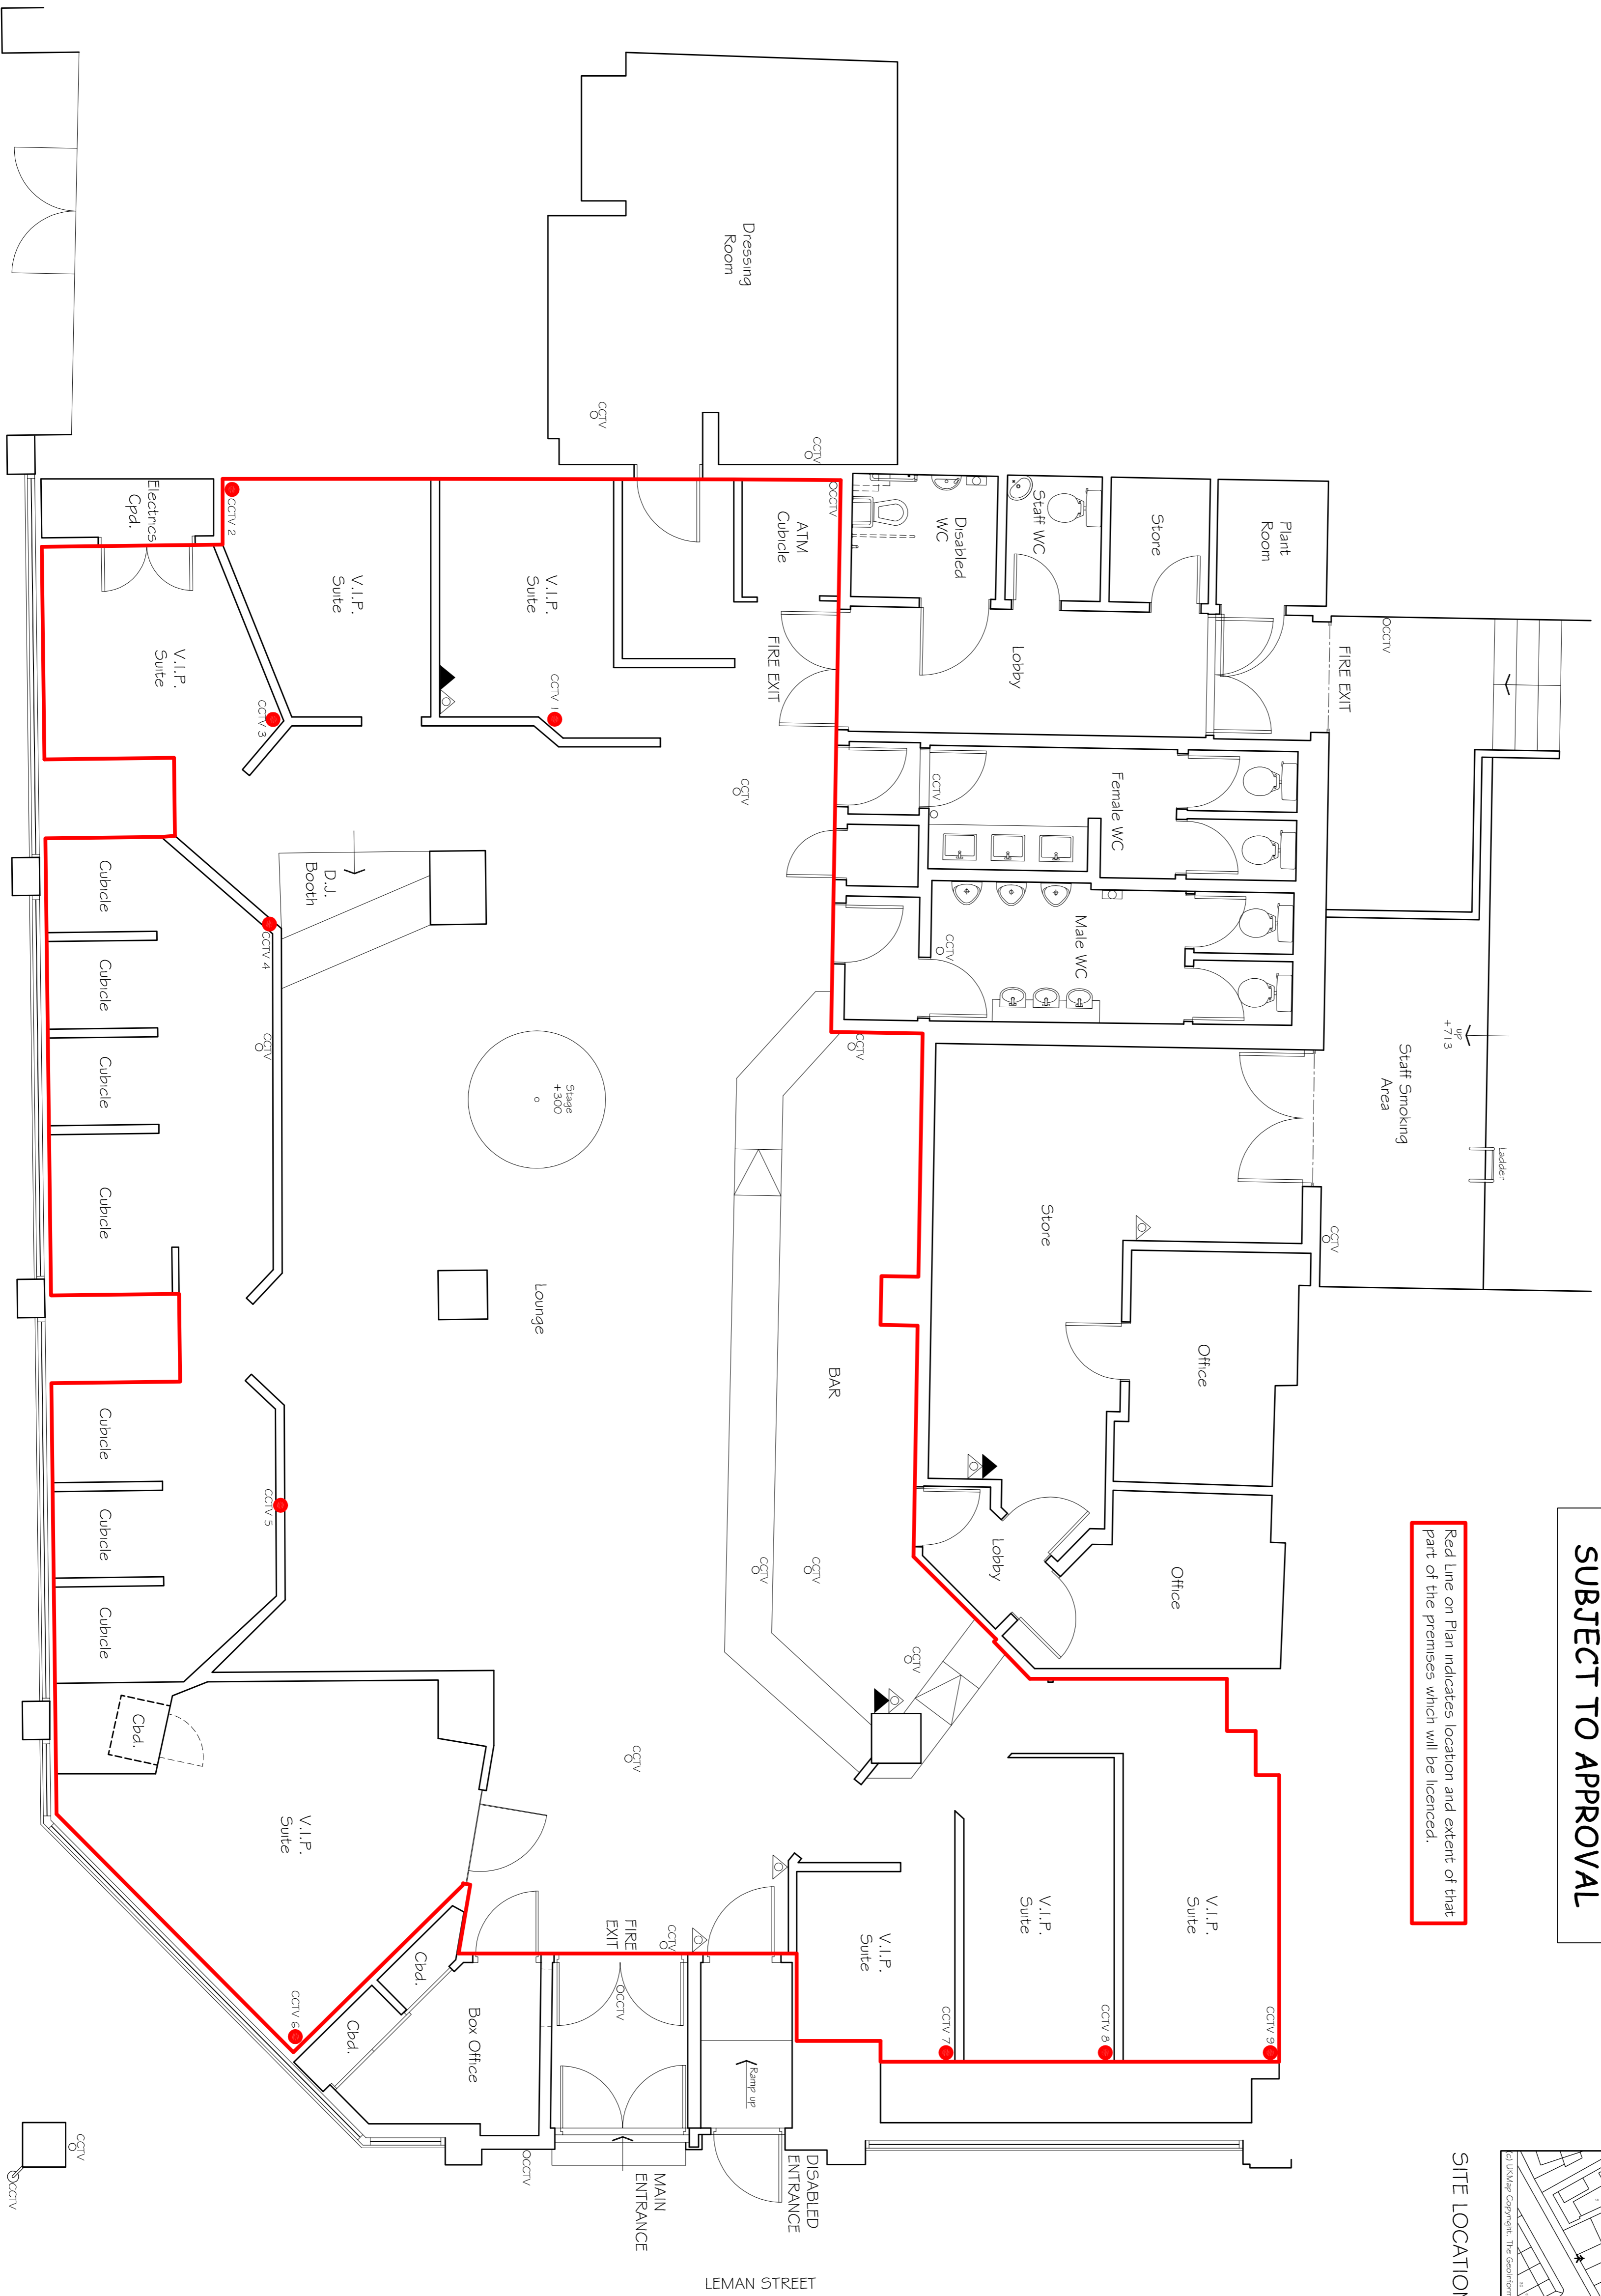 SUBJECT TO APPROVAL
Red Line on Plan indicates location and extent of that
part of the premises which will be licenced.
SITE LOCATION
(c) UKMap Copyright. The GeoInform
LEMAN STREET
Dressing
Room
CCTV
CCTV
Electrics
Cpd.
CCTV 2
V.I.P.
Suite
V.I.P.
Suite
V.I.P.
Suite
CCTV 3
CCTV 1
ATM
Cubicle
CCTV
FIRE EXIT
Disabled
WC
Staff WC
Store
Plant
Room
Lobby
FIRE EXIT
CCTV
Female WC
CCTV
CCTV
Male WC
CCTV
D.J.
Booth
CCTV 4
CCTV
Cubicle
Cubicle
Cubicle
Cubicle
Stage
+300
CCTV
up
+713
Staff Smoking
Area
Ladder
CCTV
Store
Office
Office
Lobby
Lounge
BAR
CCTV
CCTV
CCTV
CCTV
Cubicle
Cubicle
Cubicle
CCTV 5
Cbd.
V.I.P.
Suite
V.I.P.
Suite
V.I.P.
Suite
V.I.P.
Suite
CCTV 7
CCTV 8
CCTV 9
FIRE
EXIT
CCTV
CCTV
Cbd.
Cbd.
CCTV 6
Box Office
Ramp up
CCTV
MAIN
ENTRANCE
DISABLED
ENTRANCE
CCTV
CCTV